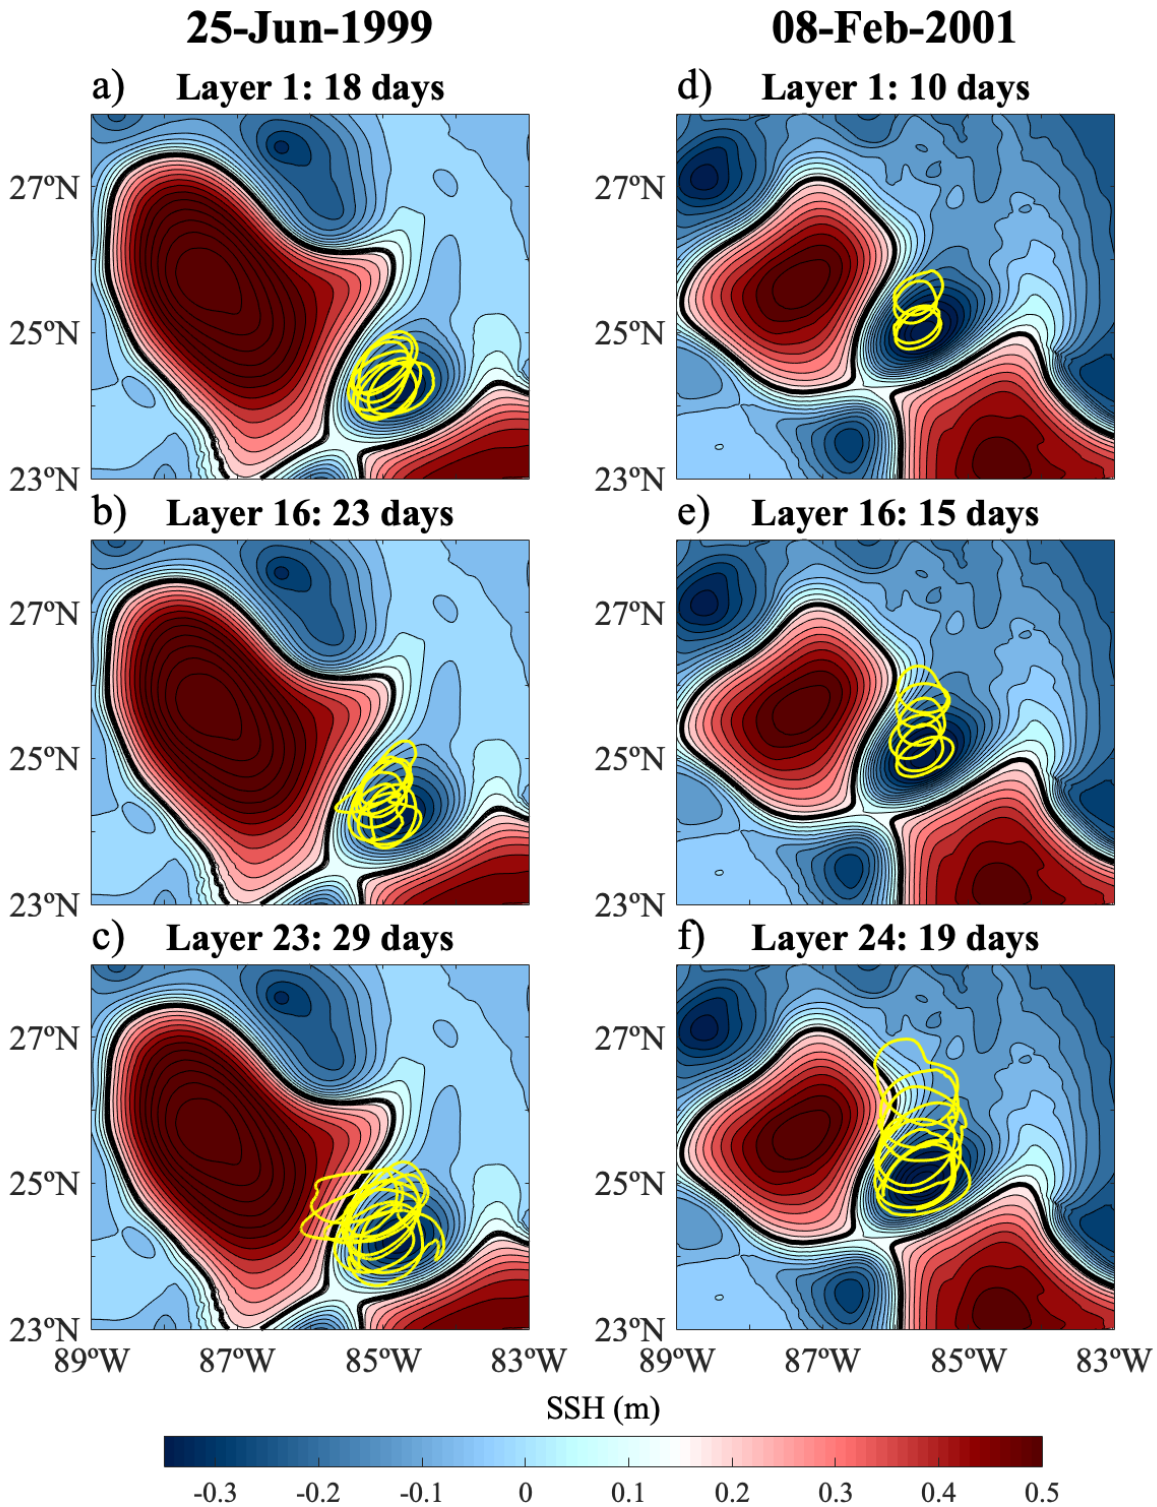 25-Jun-1999
08-Feb-2001
a) Layer 1: 18 days
d) Layer 1: 10 days
27ºN
27ºN
25ºN
25ºN
23ºN
23ºN
b) Layer 16: 23 days
e) Layer 16: 15 days
27ºN
27ºN
25ºN
25ºN
23ºN
23ºN
c) Layer 23: 29 days
f) Layer 24: 19 days
27ºN
27ºN
25ºN
25ºN
23ºN
23ºN
89ºW 87ºW 85ºW 83ºW
89ºW 87ºW 85ºW 83ºW
SSH (m)
-0.3 -0.2 -0.1 0 0.1 0.2 0.3 0.4 0.5